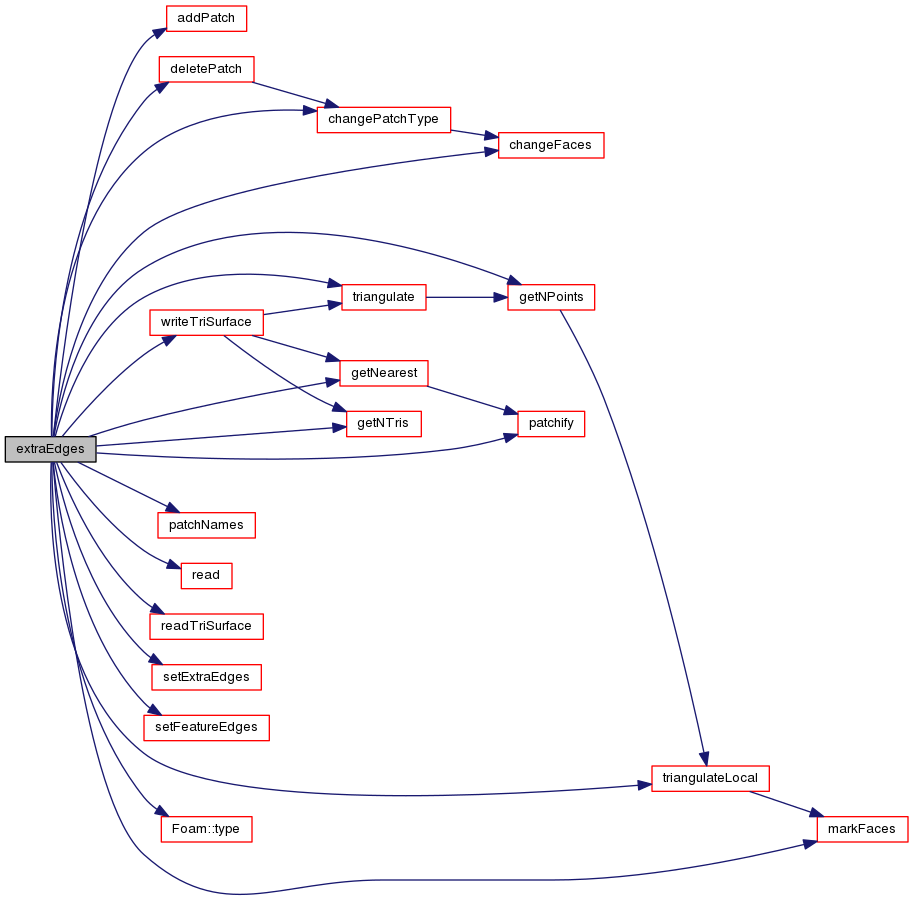 addPatch
deletePatch
changePatchType
changeFaces
triangulate
getNPoints
writeTriSurface
getNearest
getNTris
patchify
extraEdges
patchNames
read
readTriSurface
setExtraEdges
setFeatureEdges
triangulateLocal
Foam::type
markFaces